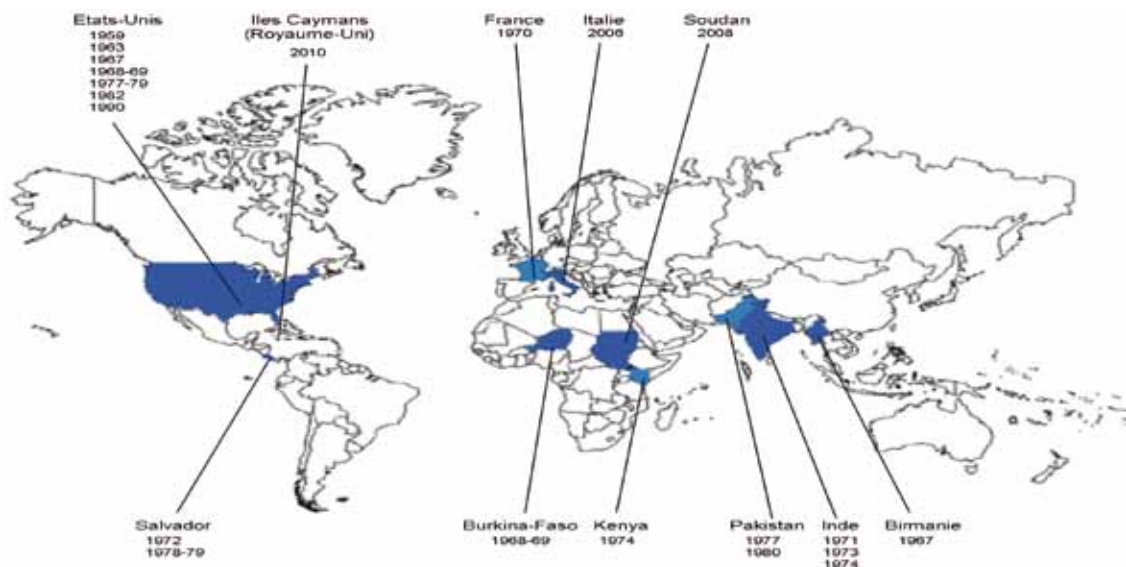 Etats-Unis
1959
1963
1967
1968-69
1977-79
1982
1990
Iles Caymans
(Royaume-Uni)
2010
France
1970
Italie
2006
Soudan
2008
Salvador
1972
1978-79
Burkina-Faso
1968-69
Kenya
1974
Pakistan
1977
1980
Inde
1971
1973
1974
Birmanie
1967